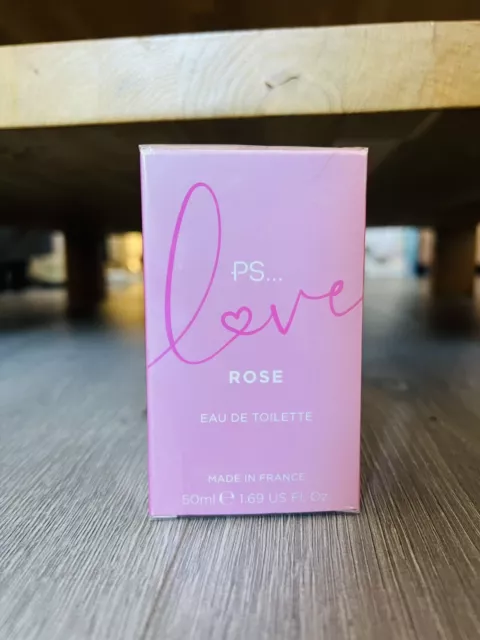 PS...
love
ROSE
EAU DE TOILETTE
MADE IN FRANCE
50ml ℮ 1.69 US Fl Oz